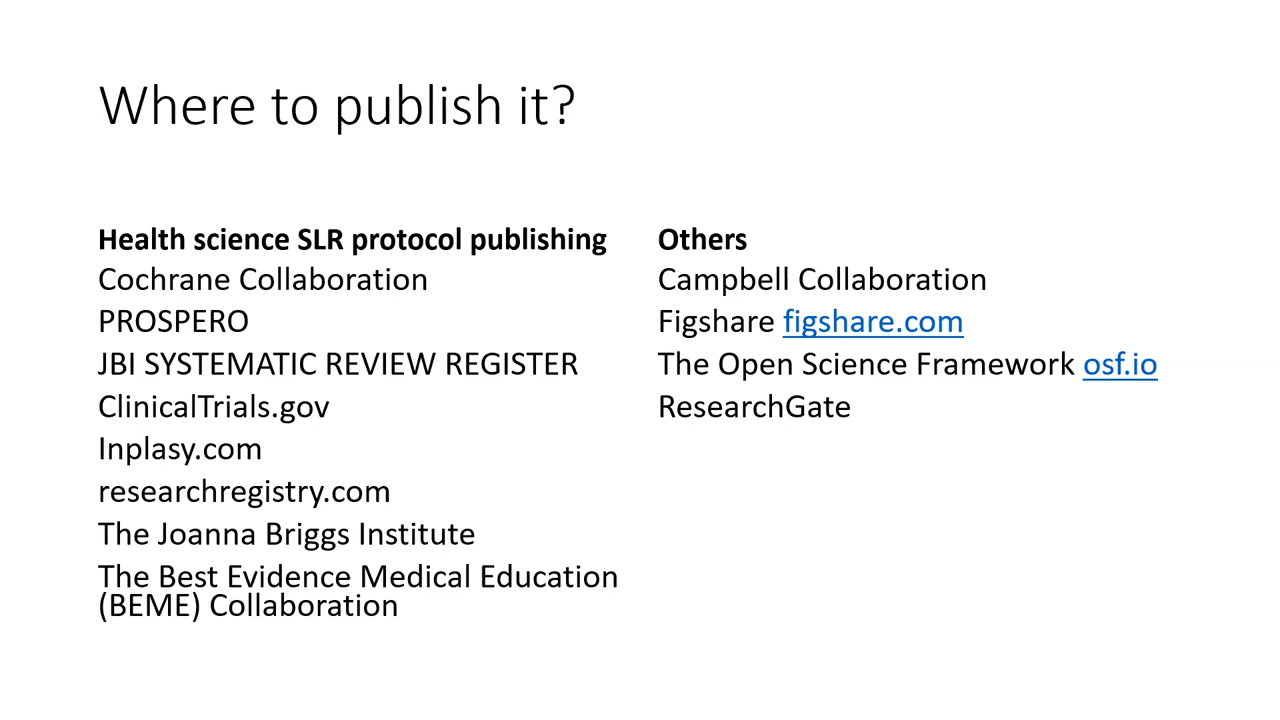 Where to publish it?
Health science SLR protocol publishing
Cochrane Collaboration
PROSPERO
JBI SYSTEMATIC REVIEW REGISTER
ClinicalTrials.gov
Inplasy.com
researchregistry.com
The Joanna Briggs Institute
The Best Evidence Medical Education
(BEME) Collaboration
Others
Campbell Collaboration
Figshare figshare.com
The Open Science Framework osf.io
ResearchGate